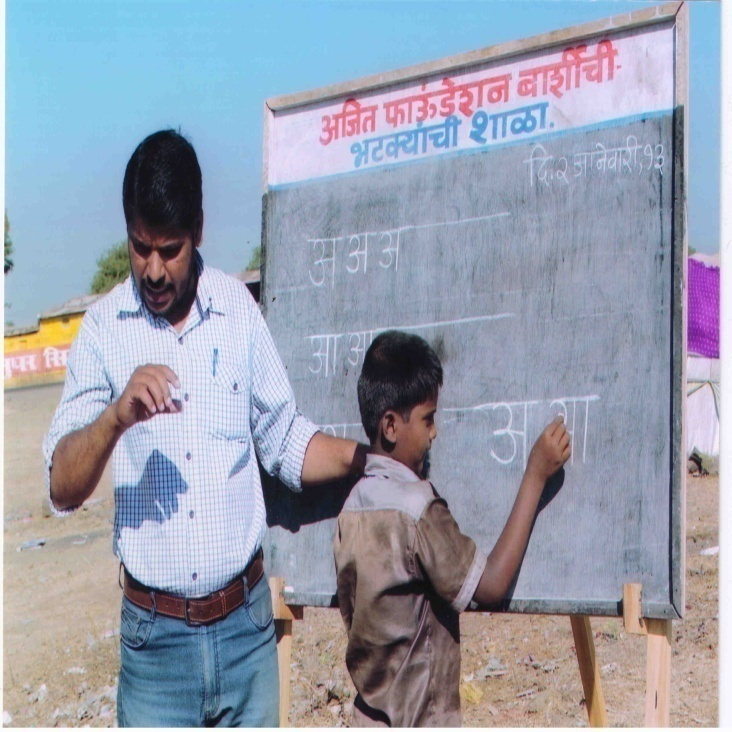 अजित फाऊंडेशन बार्शीची-
भटक्यांची शाळा.
दि.२ जानेवारी,१३
अ अ अ
आ आ
अ आ